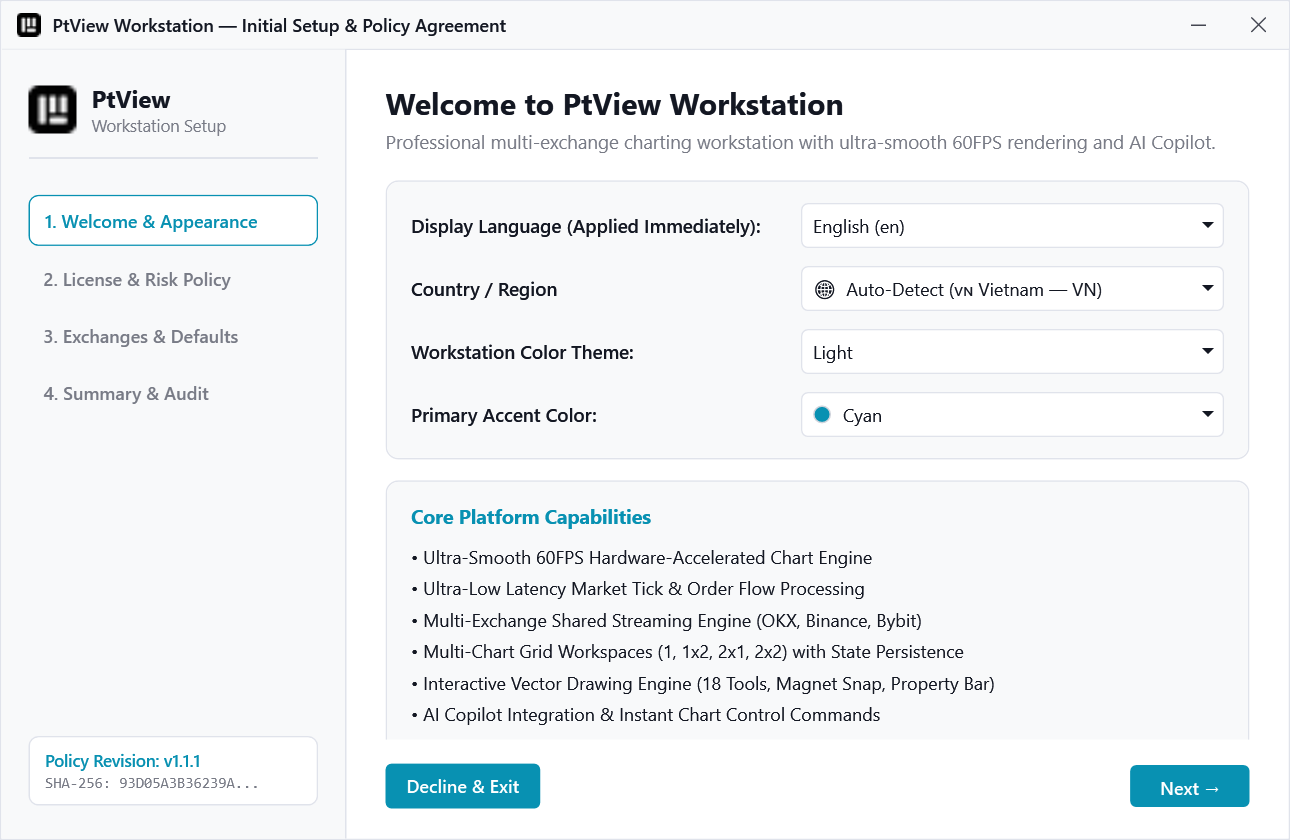 PtView Workstation — Initial Setup & Policy Agreement
PtView
Workstation Setup
1. Welcome & Appearance
2. License & Risk Policy
3. Exchanges & Defaults
4. Summary & Audit
Policy Revision: v1.1.1
SHA-256: 93D05A3B36239A...
Welcome to PtView Workstation
Professional multi-exchange charting workstation with ultra-smooth 60FPS rendering and AI Copilot.
Display Language (Applied Immediately): English (en)
Country / Region Auto-Detect (ᴠɴ Vietnam — VN)
Workstation Color Theme: Light
Primary Accent Color: Cyan
Core Platform Capabilities
• Ultra-Smooth 60FPS Hardware-Accelerated Chart Engine
• Ultra-Low Latency Market Tick & Order Flow Processing
• Multi-Exchange Shared Streaming Engine (OKX, Binance, Bybit)
• Multi-Chart Grid Workspaces (1, 1x2, 2x1, 2x2) with State Persistence
• Interactive Vector Drawing Engine (18 Tools, Magnet Snap, Property Bar)
• AI Copilot Integration & Instant Chart Control Commands
Decline & Exit
Next →